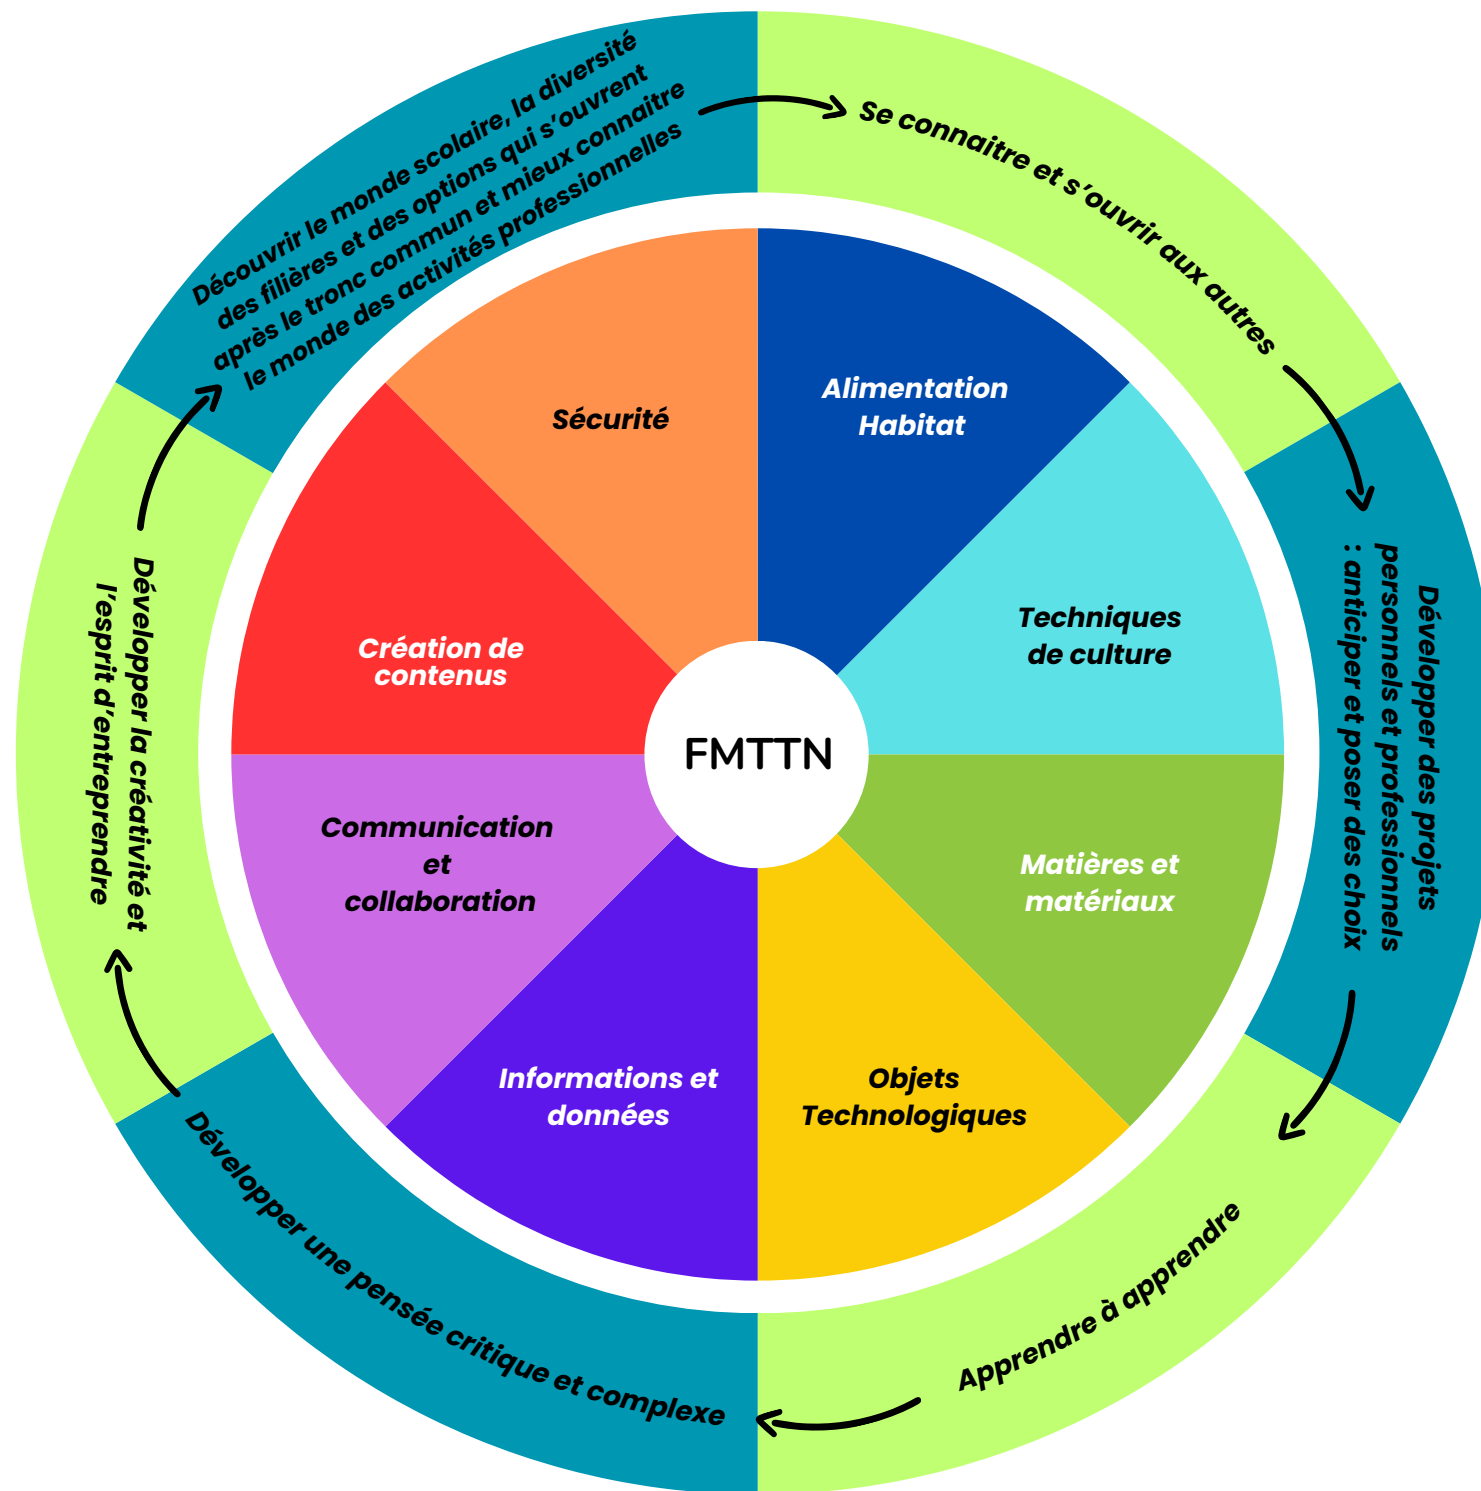 Découvrir le monde scolaire, la diversité
des filières et des options qui s'ouvrent
après le tronc commun et mieux connaitre
le monde des activités professionnelles
Se connaitre et s'ouvrir aux autres
Développer des projets
personnels et professionnels
: anticiper et poser des choix
Apprendre à apprendre
Développer une pensée critique et complexe
Développer la créativité et
l'esprit d'entreprendre
Sécurité
Alimentation
Habitat
Techniques
de culture
Matières et
matériaux
Objets
Technologiques
Informations et
données
Communication
et
collaboration
Création de
contenus
FMTTN